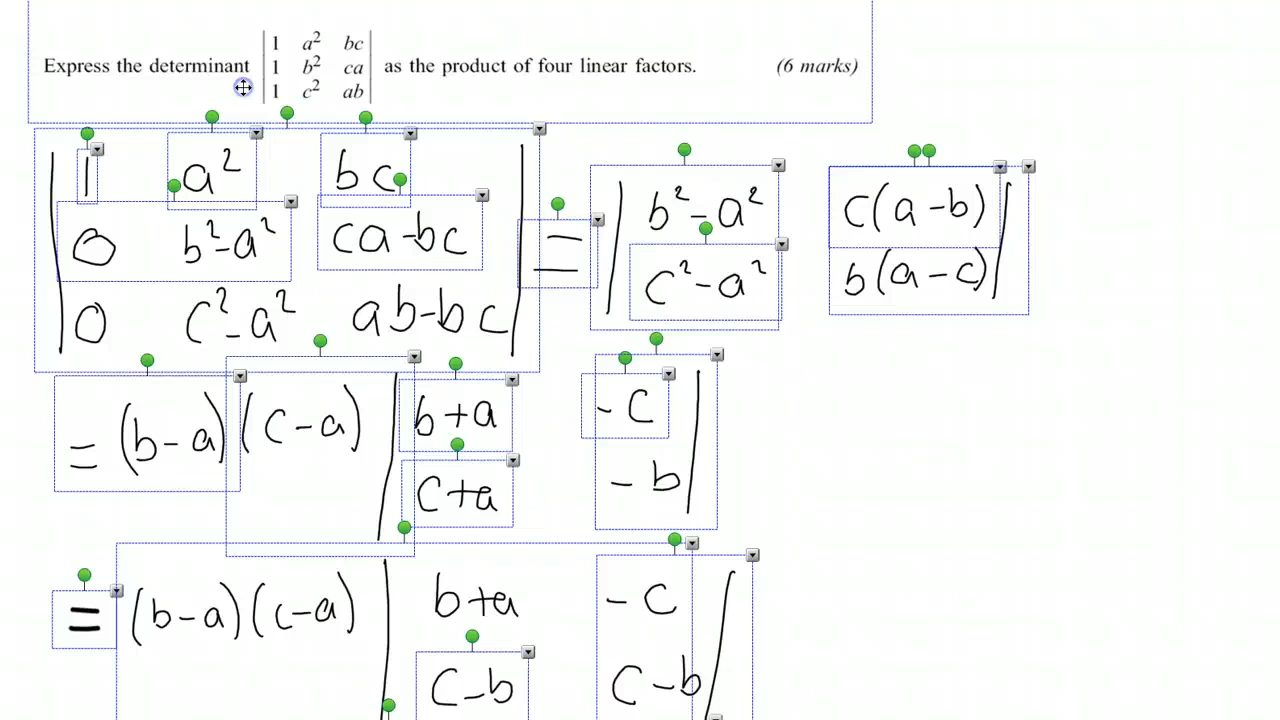 Express the determinant | 1 a² bc | as the product of four linear factors. (6 marks)
| 1 b² ca |
| 1 c² ab |
| 1 a² bc |
| 0 b²-a² ca-bc |
| 0 c²-a² ab-bc |
= | b²-a² c(a-b) |
| c²-a² b(a-c) |
= (b-a)(c-a) | b+a -c |
| c+a -b |
= (b-a)(c-a) | b+a -c |
| c-b c-b |